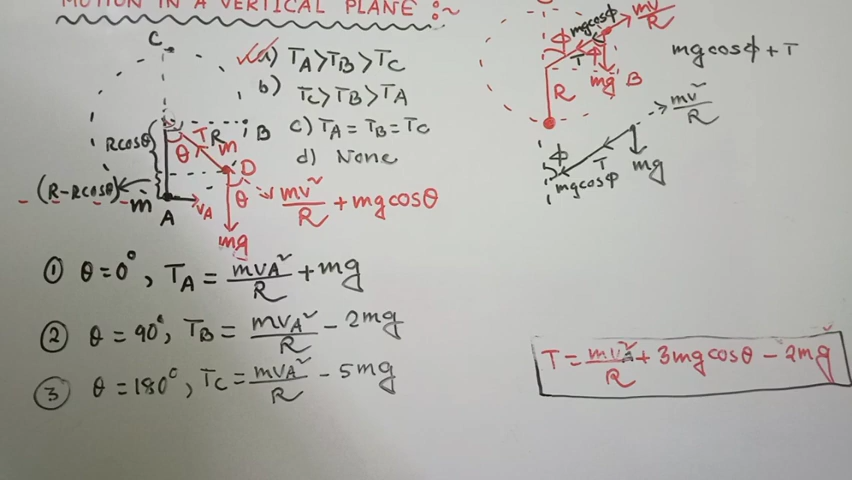 MOTION IN A VERTICAL PLANE :~
C
a) TA>TB>TC
b) TC>TB>TA
c) TA = TB = TC
d) None
Rcosθ
θ
T
R
B
m
D
(R-Rcosθ)
m
A
vA
θ
mv²/R + mgcosθ
mg
① θ=0°, TA = mvA²/R + mg
② θ = 90°, TB = mvA²/R - 2mg
③ θ = 180°, TC = mvA²/R - 5mg
mv²/R
mgcosφ
φ
T
φ
mg
B
R
mgcosφ + T
mv²/R
φ
T
mgcosφ
mg
T = mvA²/R + 3mgcosθ - 2mg